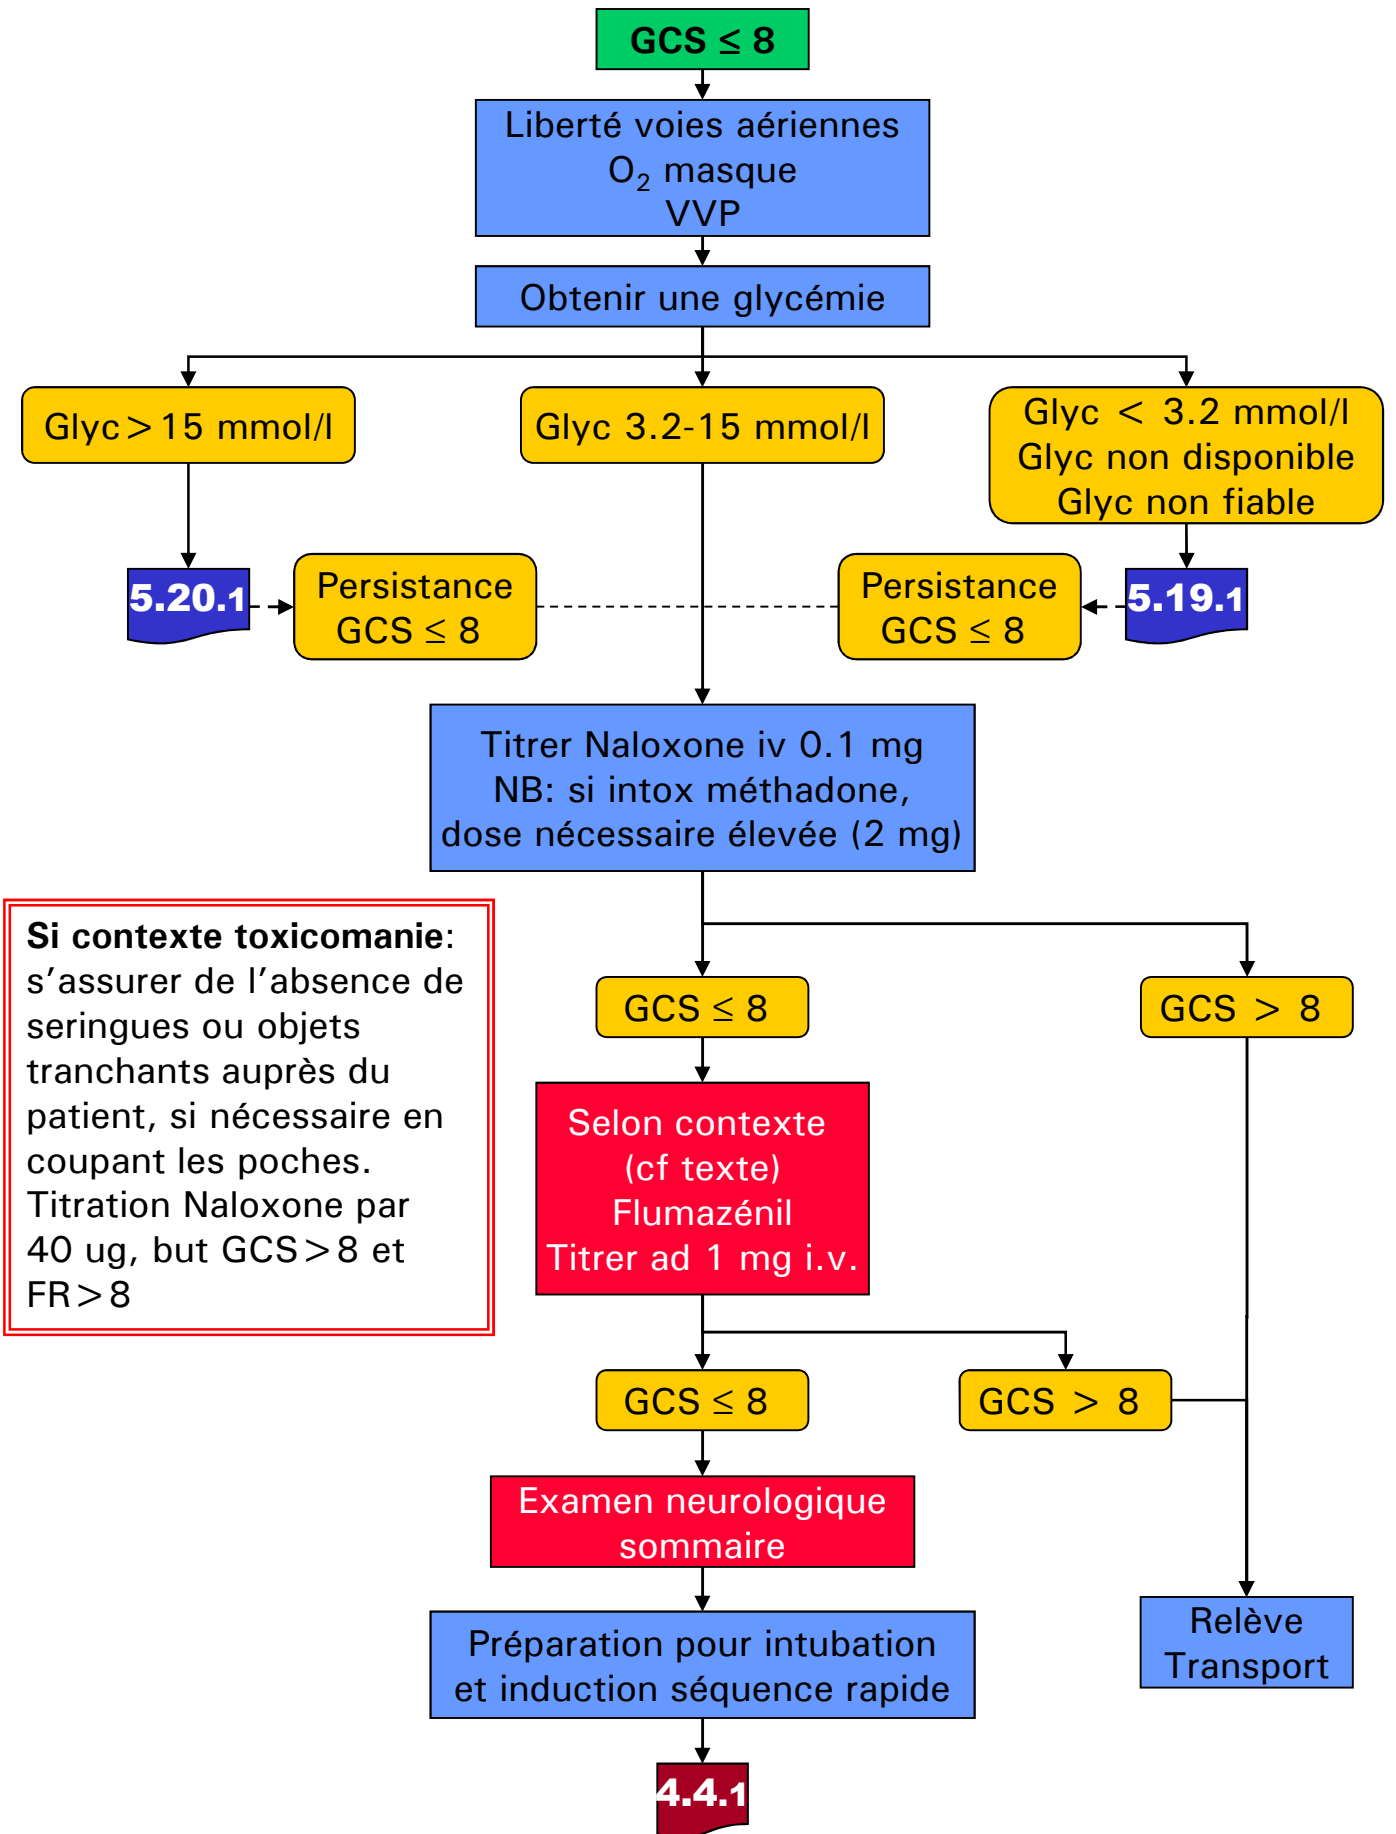 GCS ≤ 8
Liberté voies aériennes
O₂ masque
VVP
Obtenir une glycémie
Glyc>15 mmol/l
Glyc 3.2-15 mmol/l
Glyc < 3.2 mmol/l
Glyc non disponible
Glyc non fiable
5.20.1
Persistance
GCS ≤ 8
Persistance
GCS ≤ 8
5.19.1
Titrer Naloxone iv 0.1 mg
NB: si intox méthadone,
dose nécessaire élevée (2 mg)
Si contexte toxicomanie:
s’assurer de l’absence de
seringues ou objets
tranchants auprès du
patient, si nécessaire en
coupant les poches.
Titration Naloxone par
40 ug, but GCS>8 et
FR>8
GCS ≤ 8
GCS > 8
Selon contexte
(cf texte)
Flumazénil
Titrer ad 1 mg i.v.
GCS ≤ 8
GCS > 8
Examen neurologique
sommaire
Préparation pour intubation
et induction séquence rapide
Relève
Transport
4.4.1